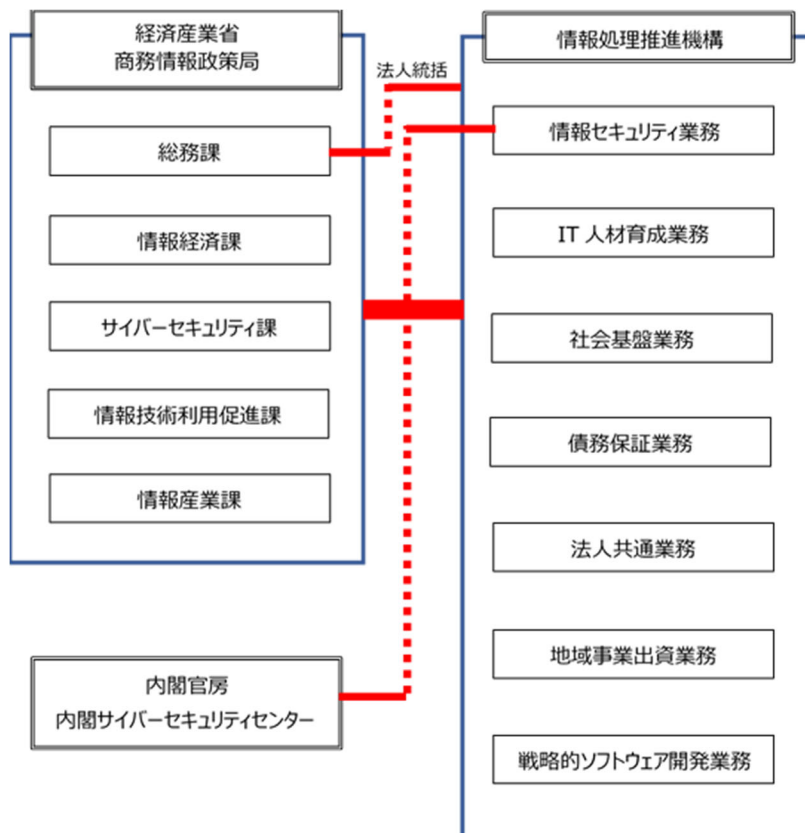 経済産業省
商務情報政策局
総務課
情報経済課
サイバーセキュリティ課
情報技術利用促進課
情報産業課
内閣官房
内閣サイバーセキュリティセンター
法人統括
情報処理推進機構
情報セキュリティ業務
IT 人材育成業務
社会基盤業務
債務保証業務
法人共通業務
地域事業出資業務
戦略的ソフトウェア開発業務